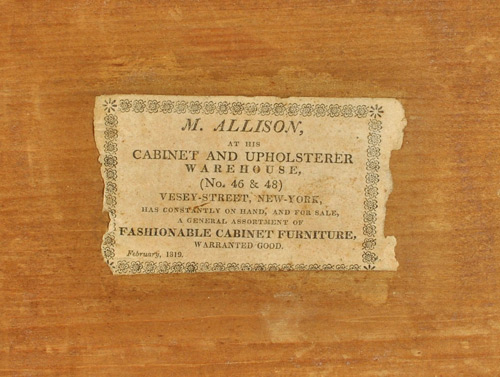 M. ALLISON,
AT HIS
CABINET AND UPHOLSTERER
WAREHOUSE,
(No. 46 & 48)
VESEY-STREET, NEW-YORK,
HAS CONSTANTLY ON HAND, AND FOR SALE,
A GENERAL ASSORTMENT OF
FASHIONABLE CABINET FURNITURE,
WARRANTED GOOD.
February, 1819.